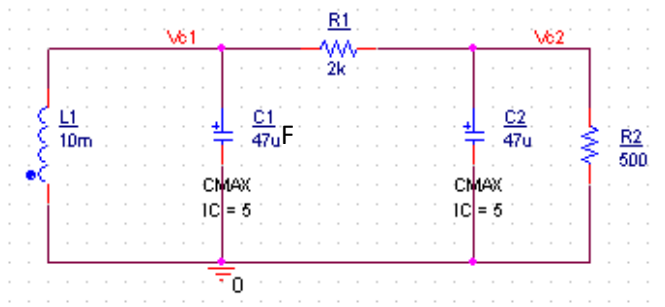 R1
Vc1
Vc2
2k
L1
10m
C1
47uF
C2
47u
R2
500
CMAX
IC = 5
CMAX
IC = 5
0